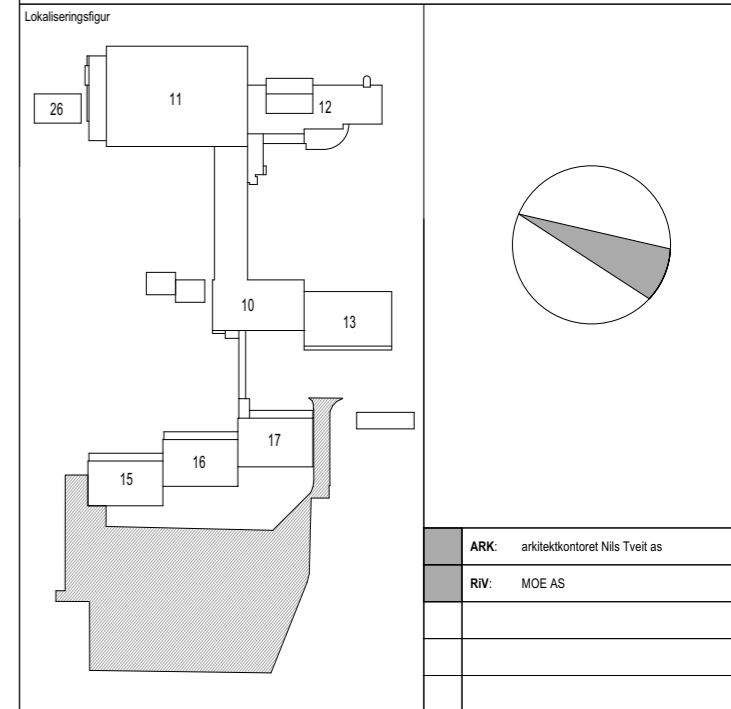 Lokaliseringsfigur
11
12
26
10
13
17
16
15
ARK: arkitektkontoret Nils Tveit as
RiV: MOE AS